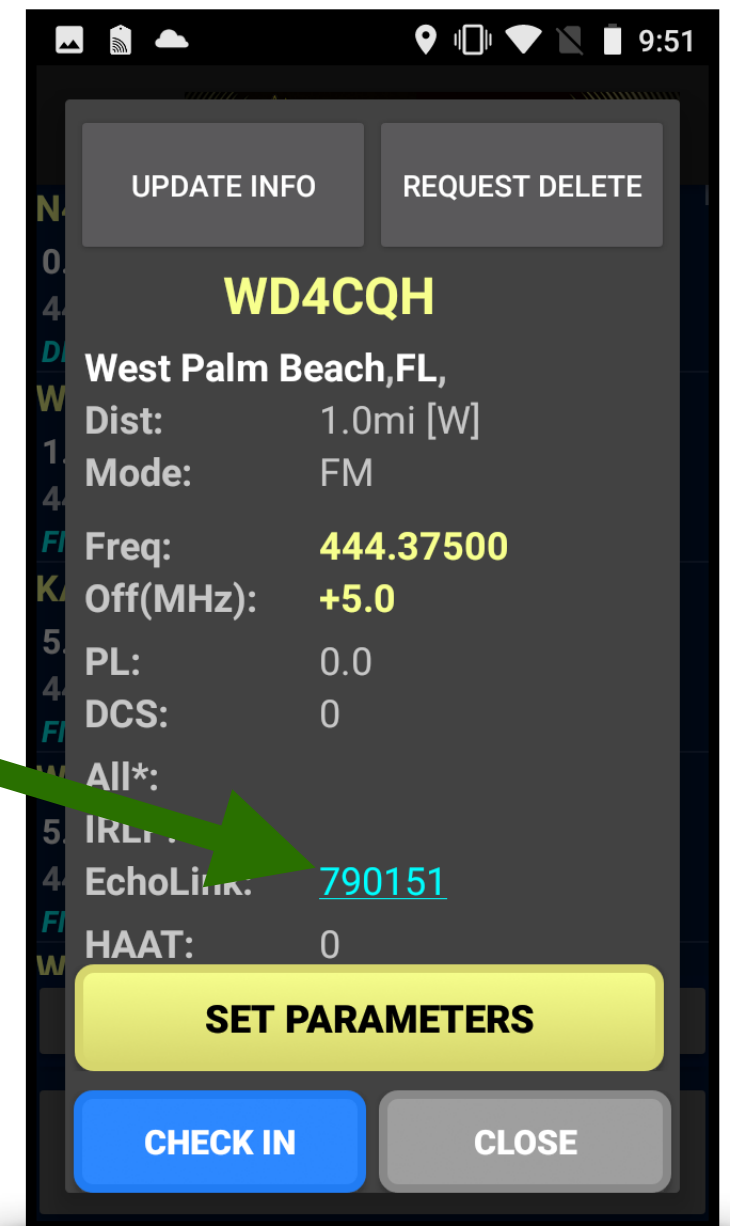 9:51
UPDATE INFO
REQUEST DELETE
WD4CQH
West Palm Beach,FL,
Dist: 1.0mi [W]
Mode: FM
Freq: 444.37500
Off(MHz): +5.0
PL: 0.0
DCS: 0
All*:
IRLP:
EchoLink: 790151
HAAT: 0
SET PARAMETERS
CHECK IN
CLOSE